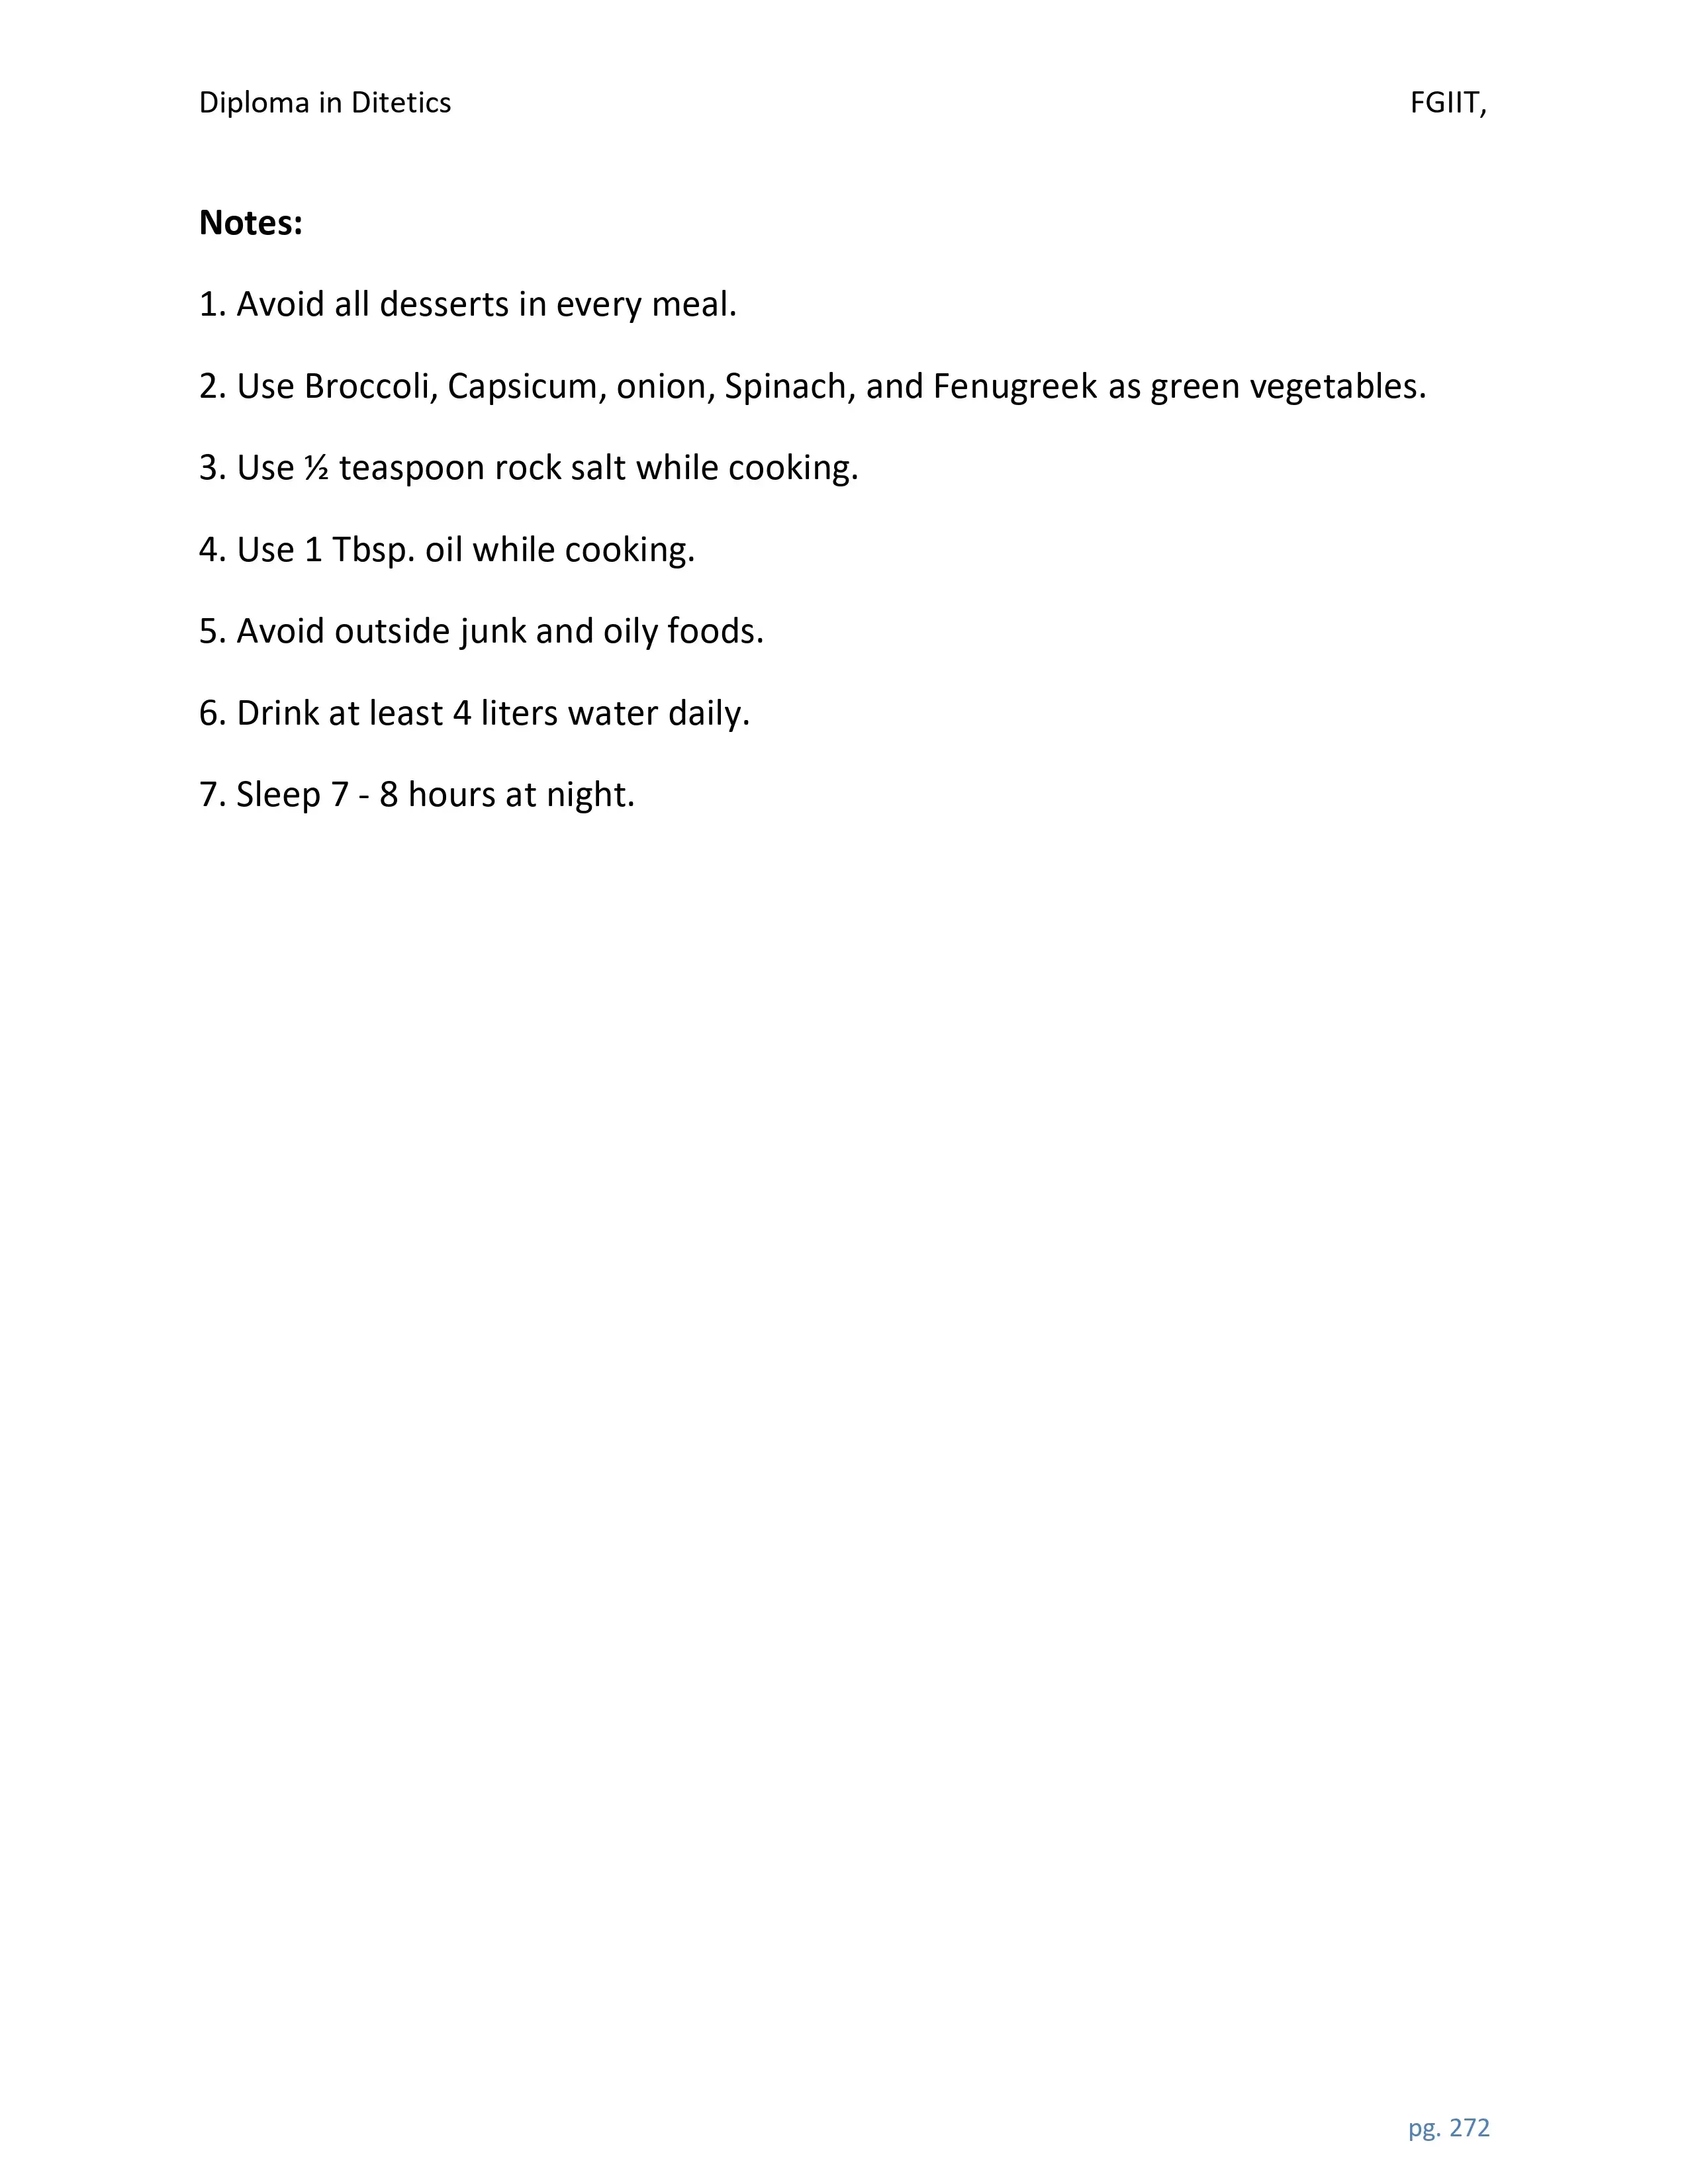 Diploma in Ditetics FGIIT,
Notes:
1. Avoid all desserts in every meal.
2. Use Broccoli, Capsicum, onion, Spinach, and Fenugreek as green vegetables.
3. Use ½ teaspoon rock salt while cooking.
4. Use 1 Tbsp. oil while cooking.
5. Avoid outside junk and oily foods.
6. Drink at least 4 liters water daily.
7. Sleep 7 - 8 hours at night.
pg. 272